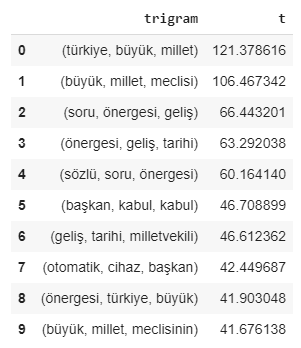 trigram t
0 (türkiye, büyük, millet) 121.378616
1 (büyük, millet, meclisi) 106.467342
2 (soru, önergesi, geliş) 66.443201
3 (önergesi, geliş, tarihi) 63.292038
4 (sözlü, soru, önergesi) 60.164140
5 (başkan, kabul, kabul) 46.708899
6 (geliş, tarihi, milletvekili) 46.612362
7 (otomatik, cihaz, başkan) 42.449687
8 (önergesi, türkiye, büyük) 41.903048
9 (büyük, millet, meclisinin) 41.676138